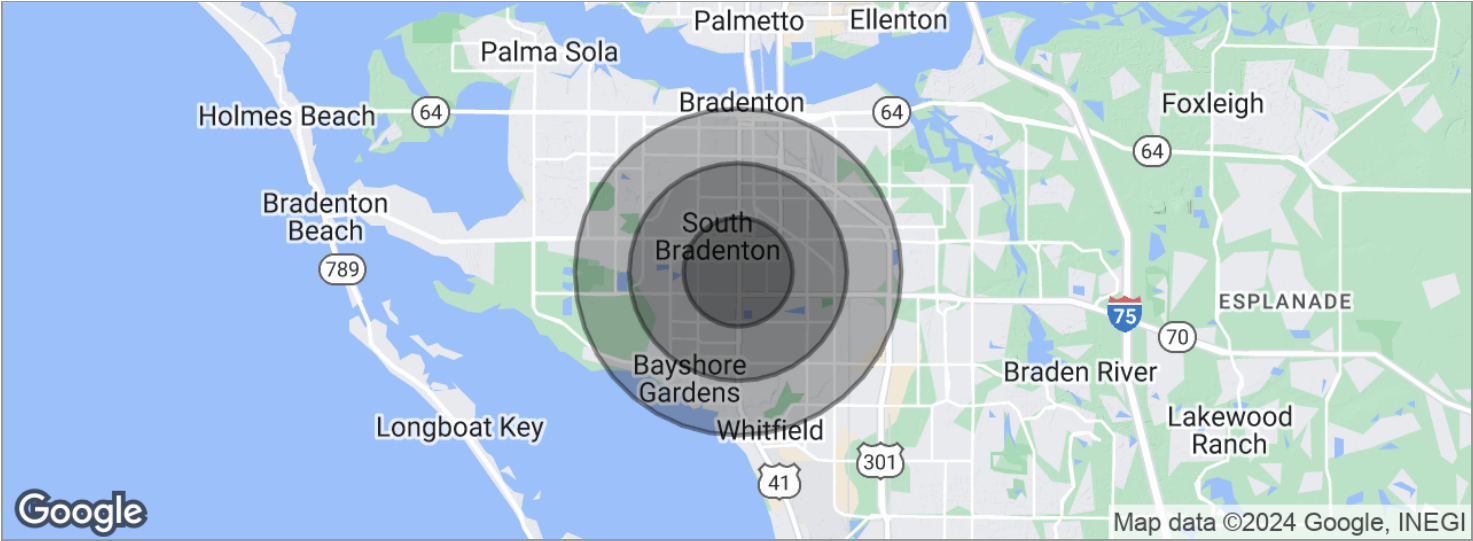 Palmetto
Ellenton
Palma Sola
Bradenton
Foxleigh
Holmes Beach
64
64
64
Bradenton
Beach
South
Bradenton
789
ESPLANADE
75
70
Bayshore
Gardens
Braden River
Longboat Key
Whitfield
Lakewood
Ranch
301
41
Google
Map data ©2024 Google, INEGI